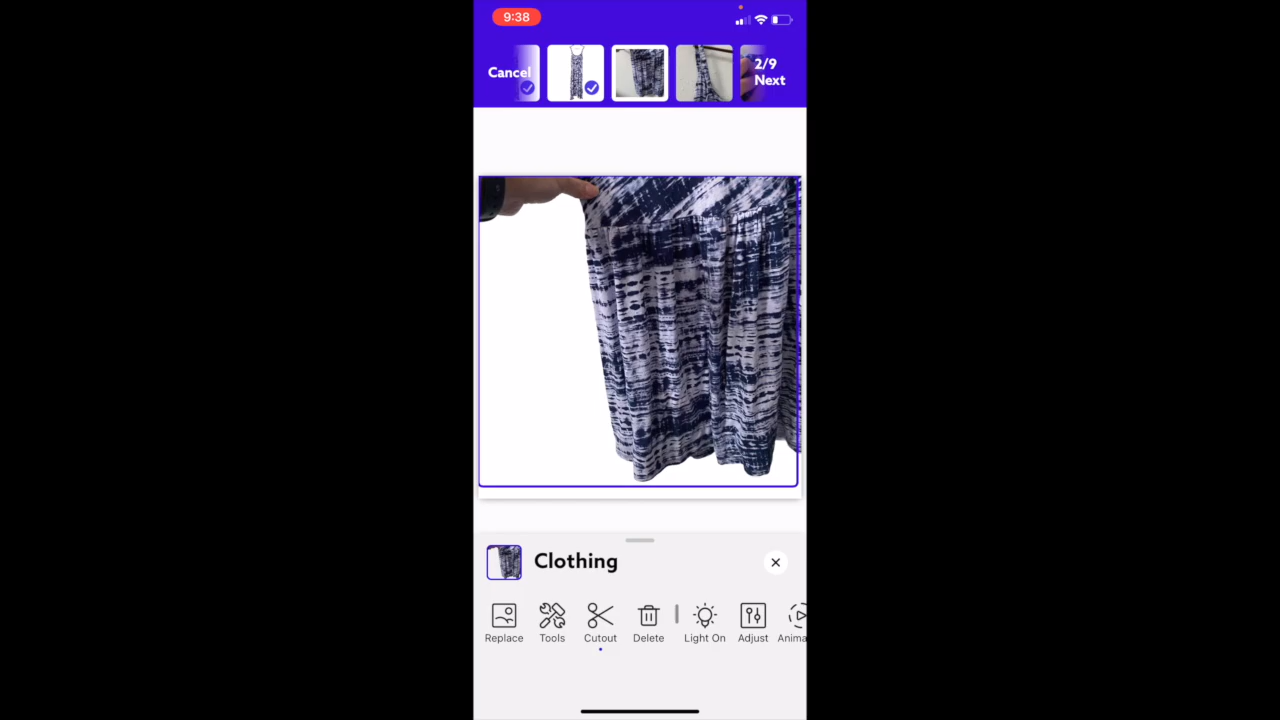 9:38
Cancel
2/9
Next
Clothing
Replace
Tools
Cutout
Delete
Light On
Adjust
Anima